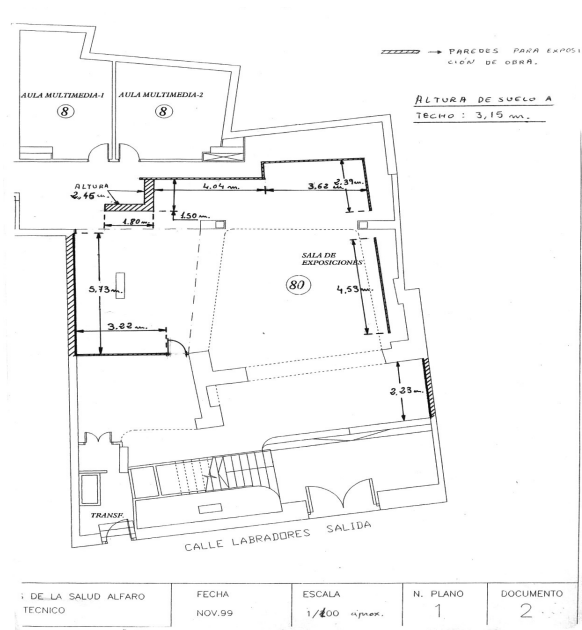 PAREDES PARA EXPOSI
CIÓN DE OBRA.
ALTURA DE SUELO A
TECHO : 3,15 m.
AULA MULTIMEDIA-1
8
AULA MULTIMEDIA-2
8
ALTURA
2.45 m.
4.04 m.
3.62 m.
2.39 m.
1.50 m.
1.80 m.
SALA DE
EXPOSICIONES
80
5.73 m.
4.53 m.
3.22 m.
2.23 m.
TRANSF.
CALLE LABRADORES SALIDA
S DE LA SALUD ALFARO
TECNICO
FECHA
NOV.99
ESCALA
1/100 aprox.
N. PLANO
1
DOCUMENTO
2